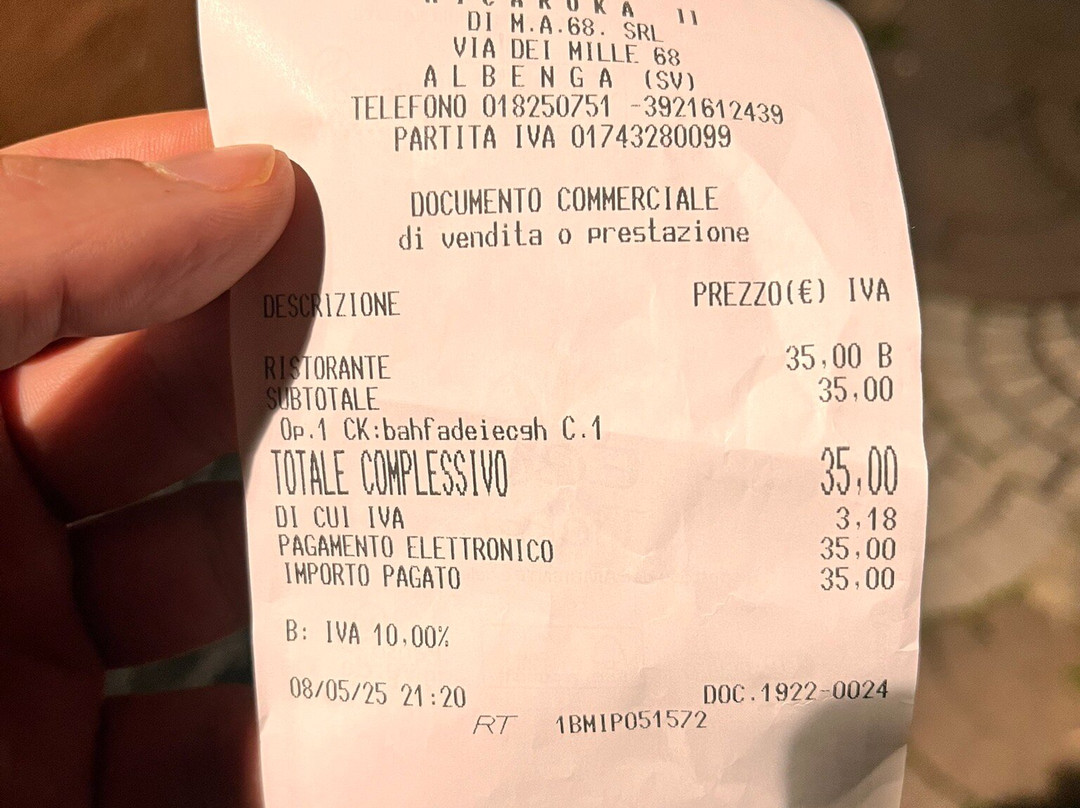 DI M.A.68. SRL
VIA DEI MILLE 68
ALBENGA (SV)
TELEFONO 018250751 -3921612439
PARTITA IVA 01743280099
DOCUMENTO COMMERCIALE
di vendita o prestazione
DESCRIZIONE PREZZO(€) IVA
RISTORANTE 35,00 B
SUBTOTALE 35,00
Op.1 CK:bahfadeiecgh C.1
TOTALE COMPLESSIVO 35,00
DI CUI IVA 3,18
PAGAMENTO ELETTRONICO 35,00
IMPORTO PAGATO 35,00
B: IVA 10,00%
08/05/25 21:20 DOC.1922-0024
RT 1BMIP051572